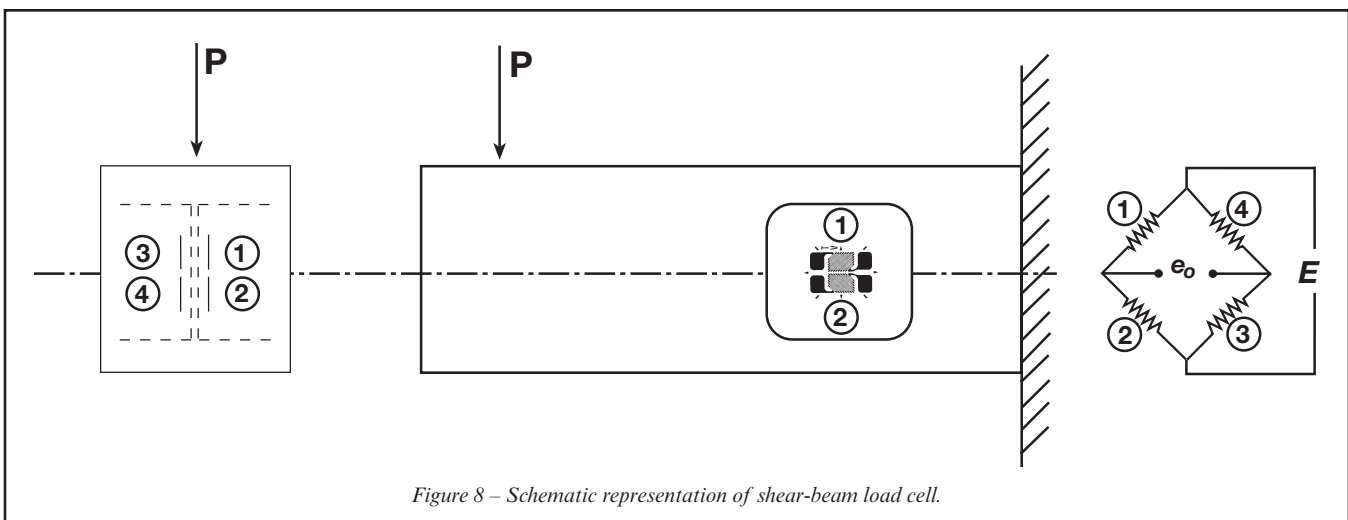 P
P
③
①
④
②
①
②
①
④
eo
E
②
③
Figure 8 – Schematic representation of shear-beam load cell.